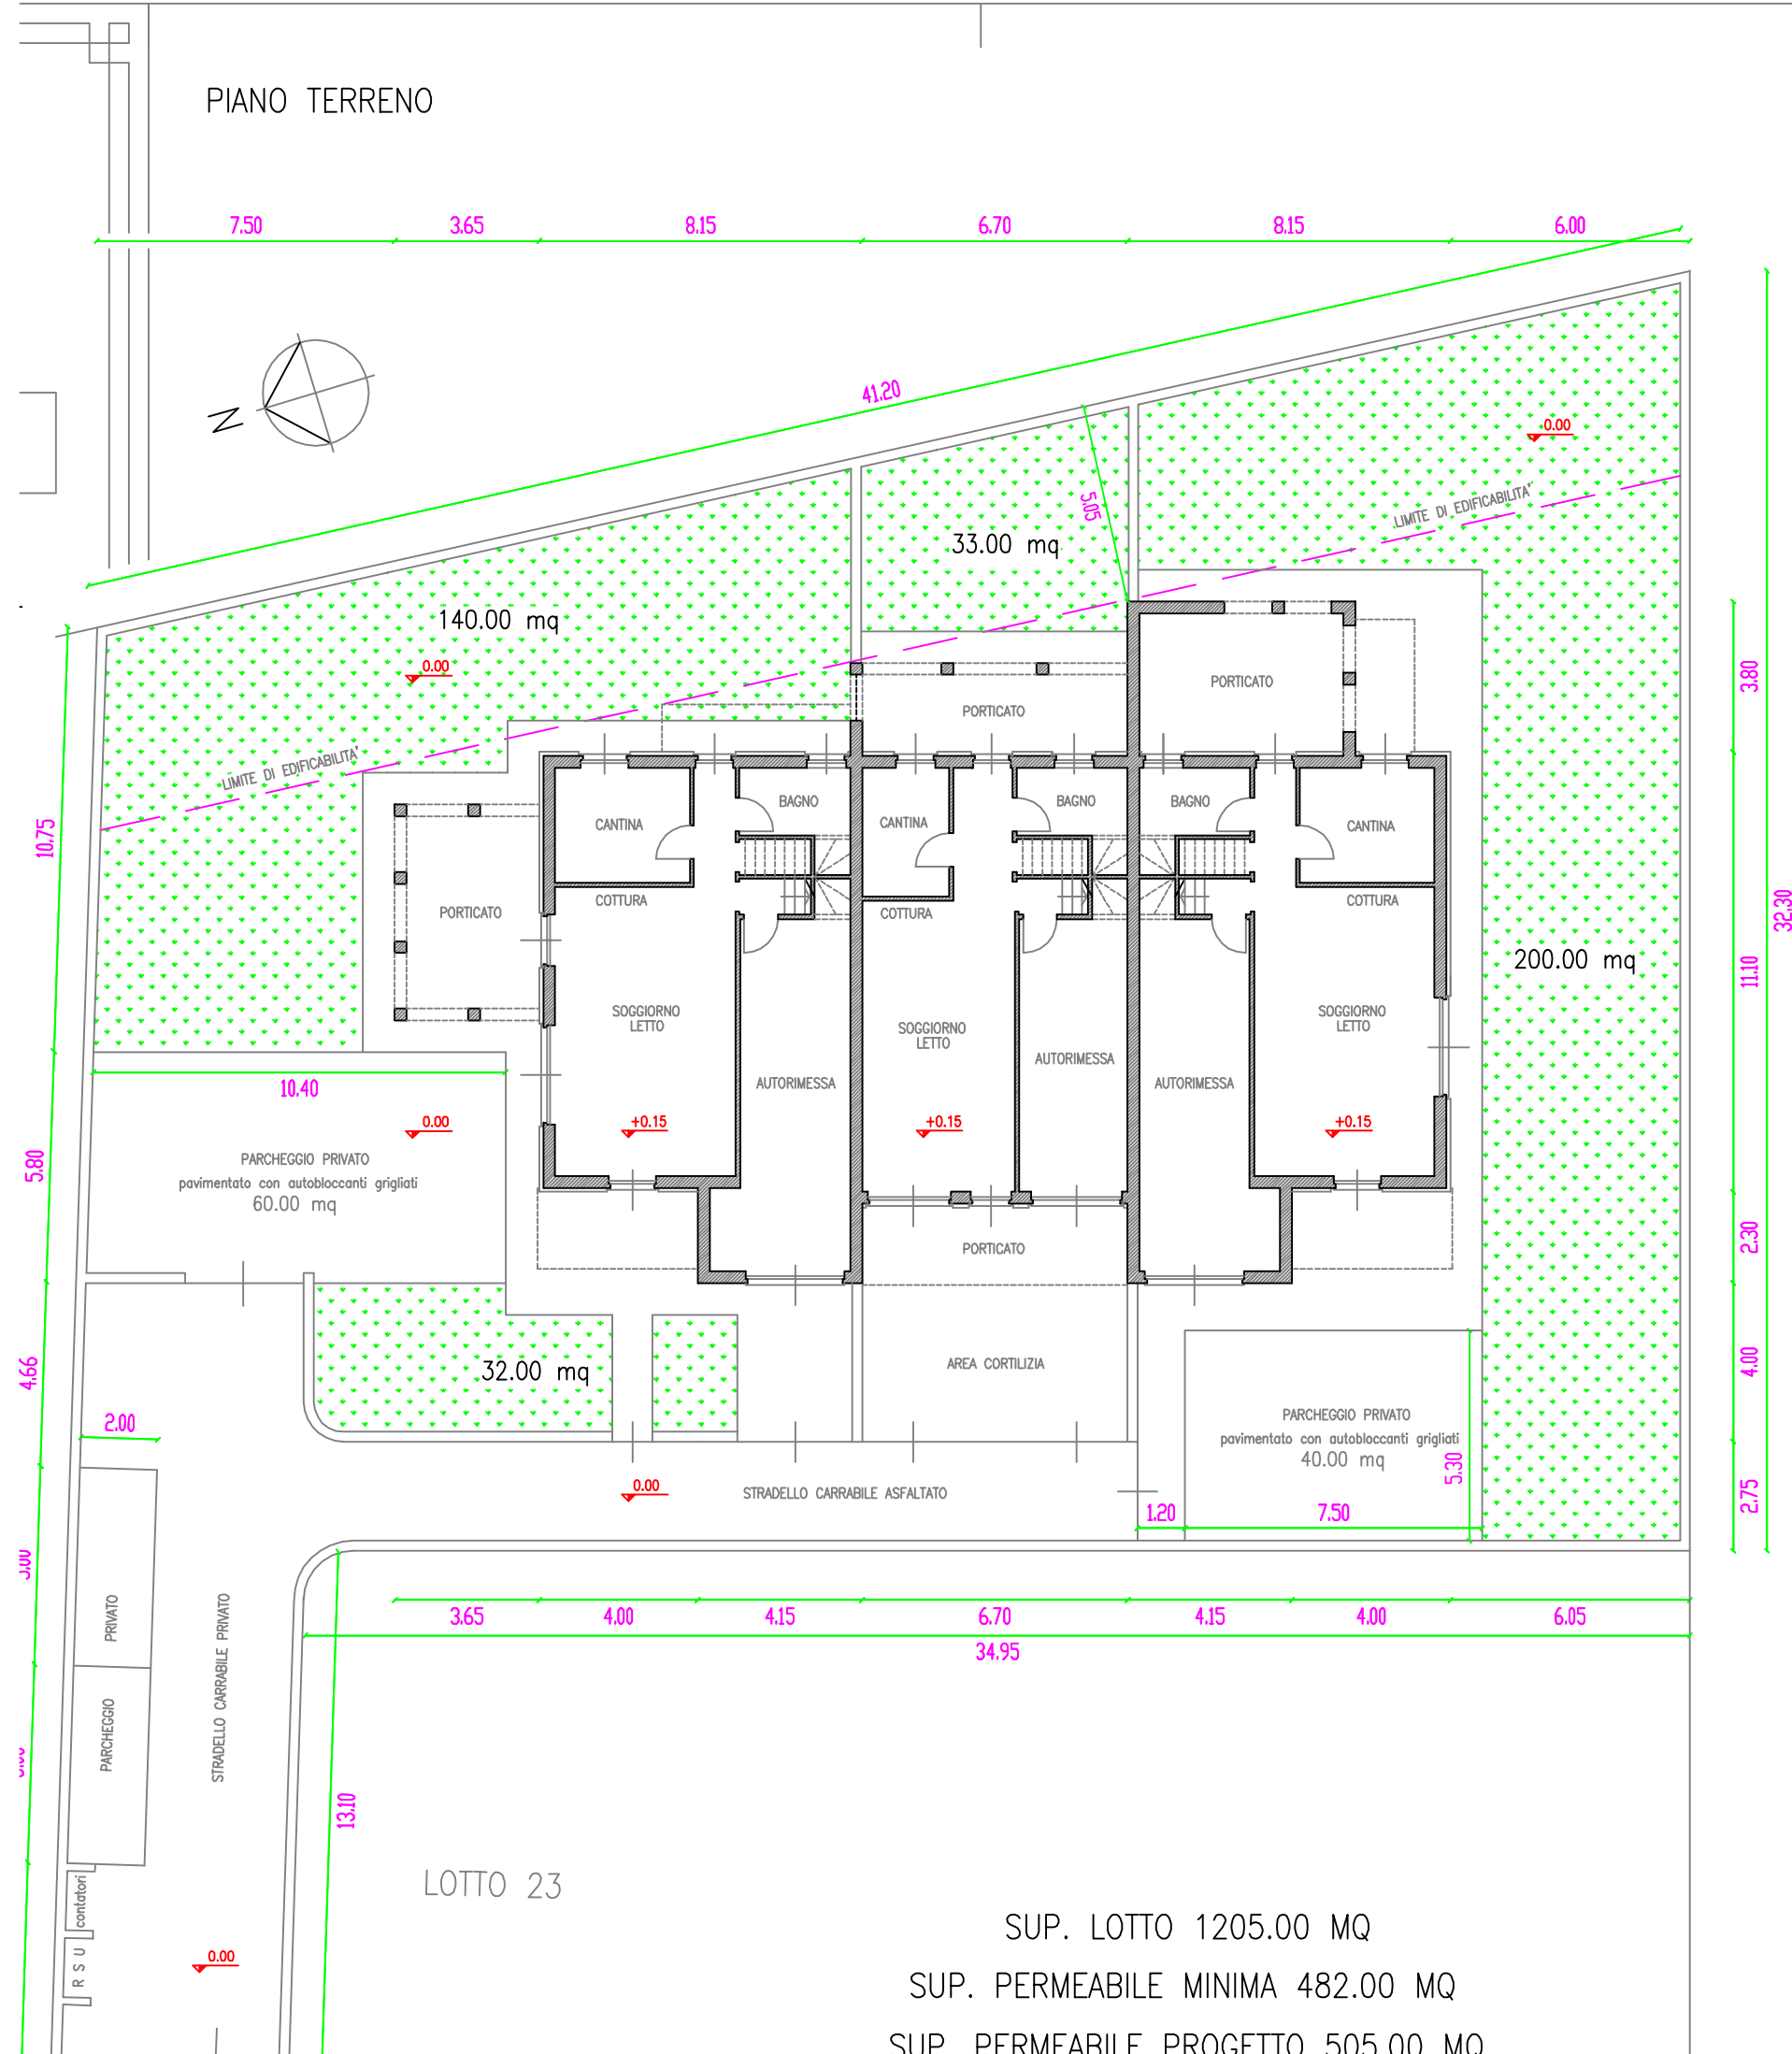 PIANO TERRENO
7.50 3.65 8.15 6.70 8.15 6.00
N
41.20
0.00
5.05
LIMITE DI EDIFICABILITA'
33.00 mq
140.00 mq
0.00
3.80
PORTICATO
PORTICATO
LIMITE DI EDIFICABILITA'
10.75
BAGNO
BAGNO
BAGNO
CANTINA
CANTINA
CANTINA
COTTURA
COTTURA
COTTURA
PORTICATO
32.30
200.00 mq
11.10
SOGGIORNO
LETTO
SOGGIORNO
LETTO
SOGGIORNO
LETTO
AUTORIMESSA
AUTORIMESSA
AUTORIMESSA
10.40
0.00
+0.15
+0.15
+0.15
5.80
PARCHEGGIO PRIVATO
pavimentato con autobloccanti grigliati
60.00 mq
PORTICATO
2.30
4.66
32.00 mq
AREA CORTILIZIA
4.00
2.00
PARCHEGGIO PRIVATO
pavimentato con autobloccanti grigliati
40.00 mq
5.30
0.00
STRADELLO CARRABILE ASFALTATO
2.75
1.20 7.50
3.65 4.00 4.15 6.70 4.15 4.00 6.05
34.95
PARCHEGGIO PRIVATO
STRADELLO CARRABILE PRIVATO
13.10
contatori
R S U
0.00
LOTTO 23
SUP. LOTTO 1205.00 MQ
SUP. PERMEABILE MINIMA 482.00 MQ
SUP. PERMEABILE PROGETTO 505.00 MQ